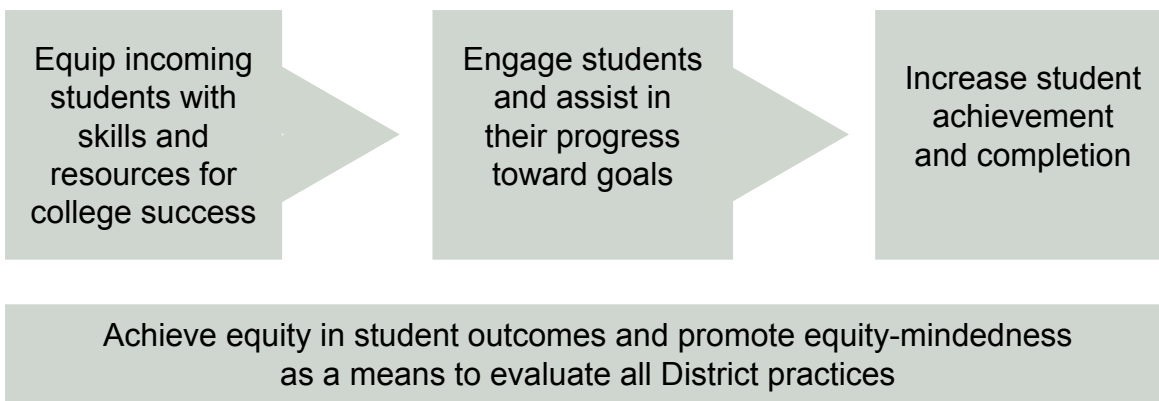 Equip incoming
students with
skills and
resources for
college success
Engage students
and assist in
their progress
toward goals
Increase student
achievement
and completion
Achieve equity in student outcomes and promote equity-mindedness
as a means to evaluate all District practices